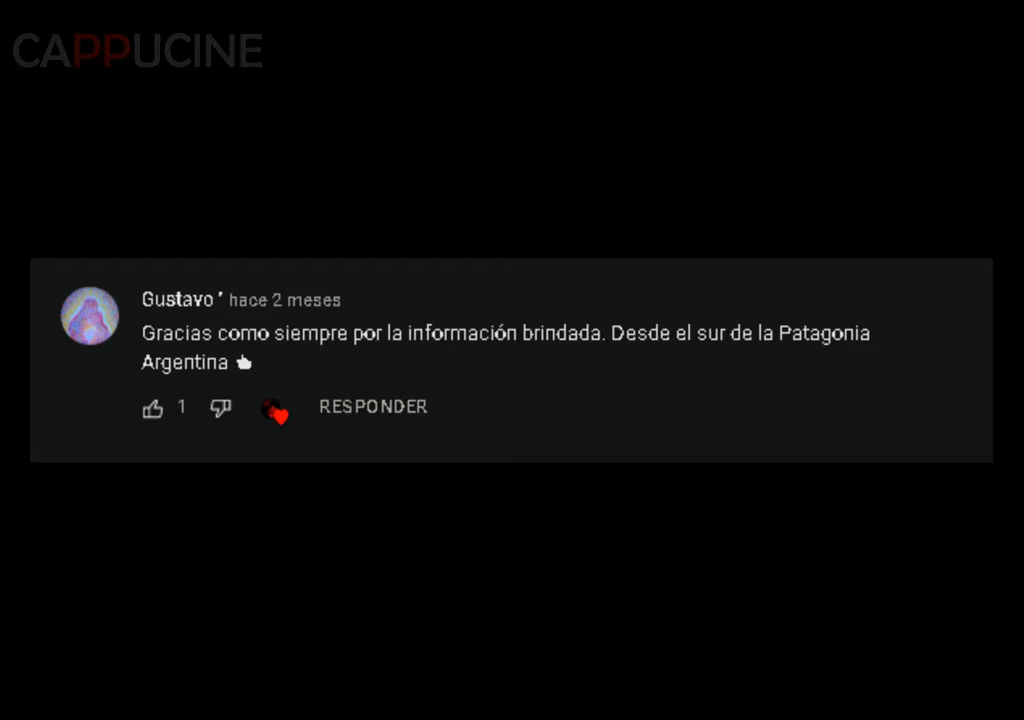 CAPPUCINE
Gustavo ' hace 2 meses
Gracias como siempre por la información brindada. Desde el sur de la Patagonia
Argentina
1 RESPONDER